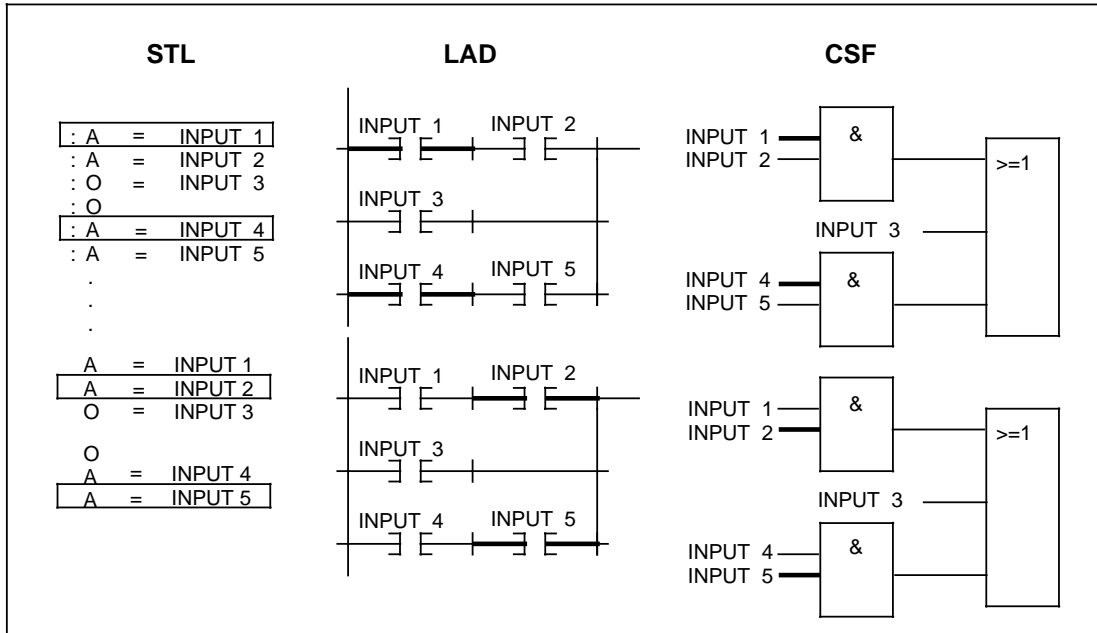 STL
LAD
CSF
: A = INPUT 1
: A = INPUT 2
: O = INPUT 3
: O
: A = INPUT 4
: A = INPUT 5
.
.
.
A = INPUT 1
A = INPUT 2
O = INPUT 3
O
A = INPUT 4
A = INPUT 5
INPUT 1 INPUT 2
INPUT 3
INPUT 4 INPUT 5
INPUT 1 INPUT 2
INPUT 3
INPUT 4 INPUT 5
INPUT 1
INPUT 2
&
>=1
INPUT 3
INPUT 4
INPUT 5
&
INPUT 1
INPUT 2
&
>=1
INPUT 3
INPUT 4
INPUT 5
&